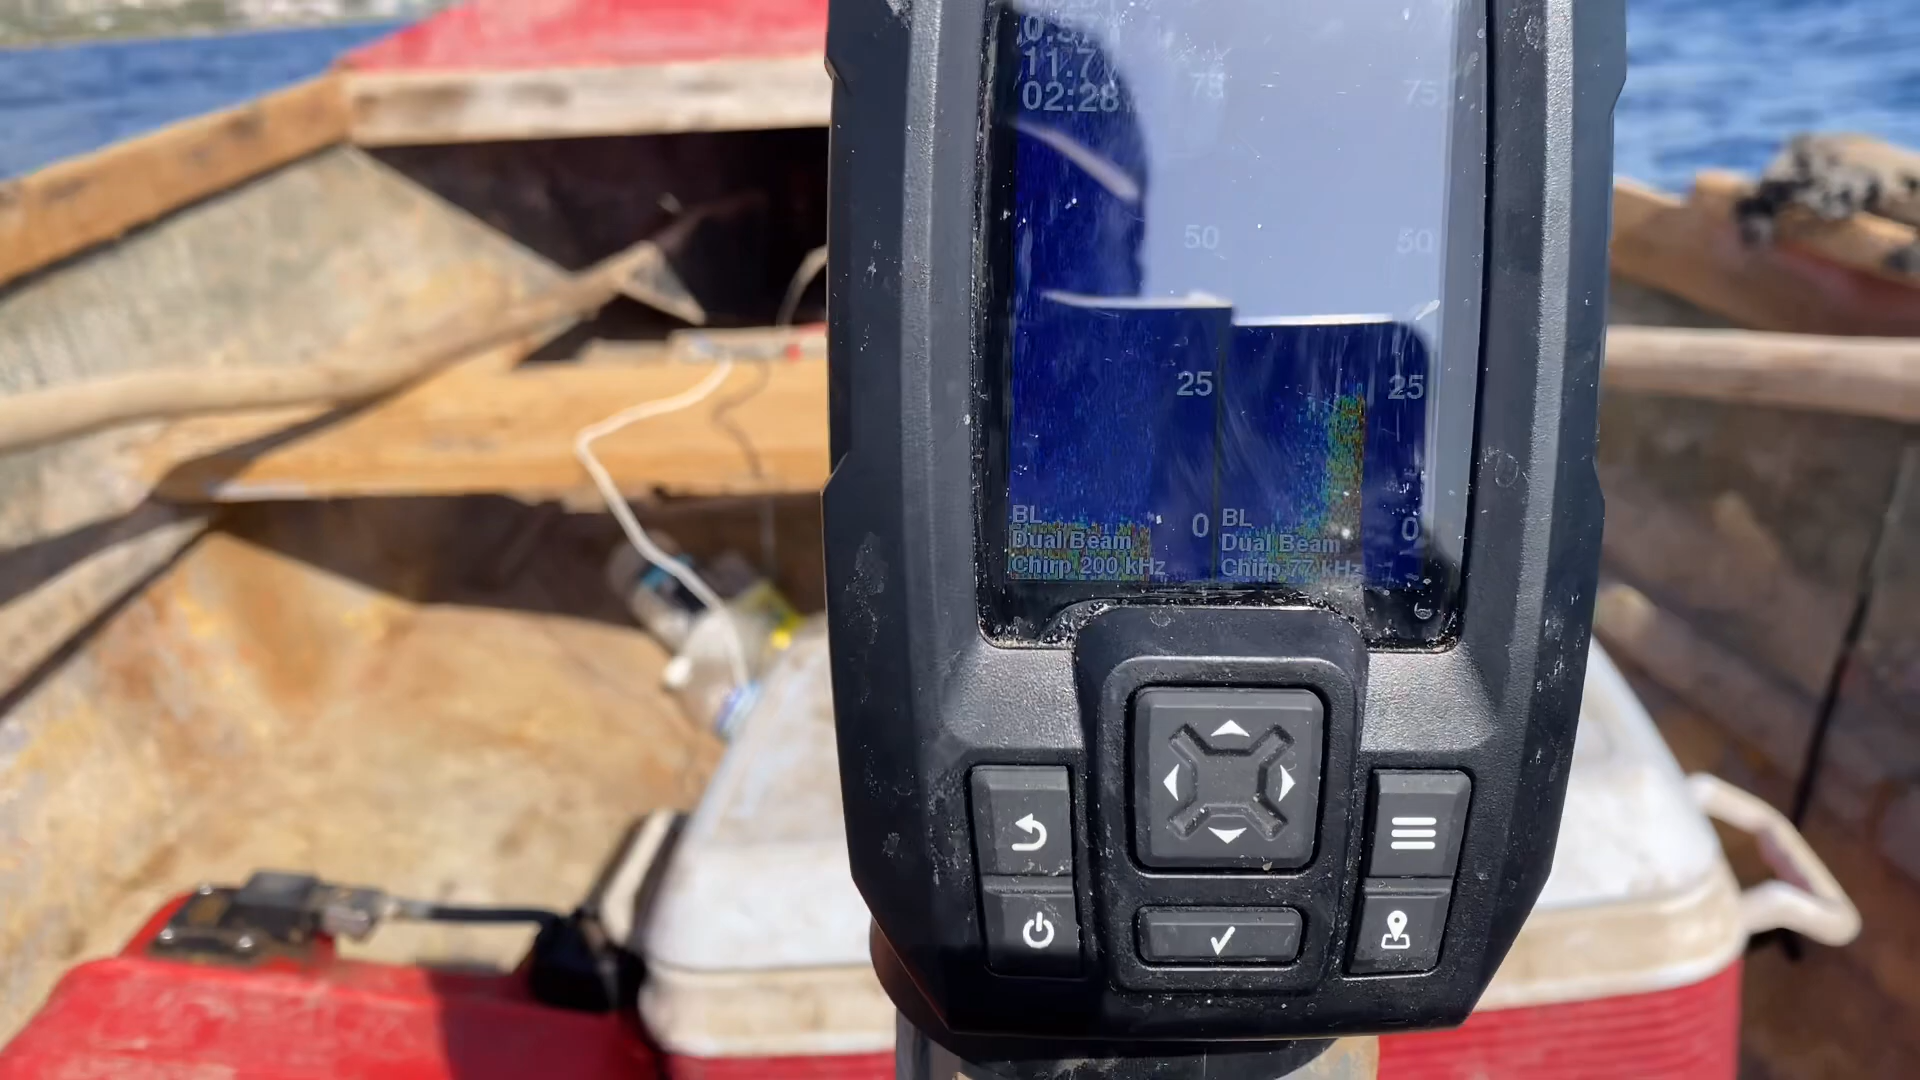 02:28
75 75
50 50
25 25
BL 0 BL 0
Dual Beam Dual Beam
Chirp 200 kHz Chirp 77 kHz